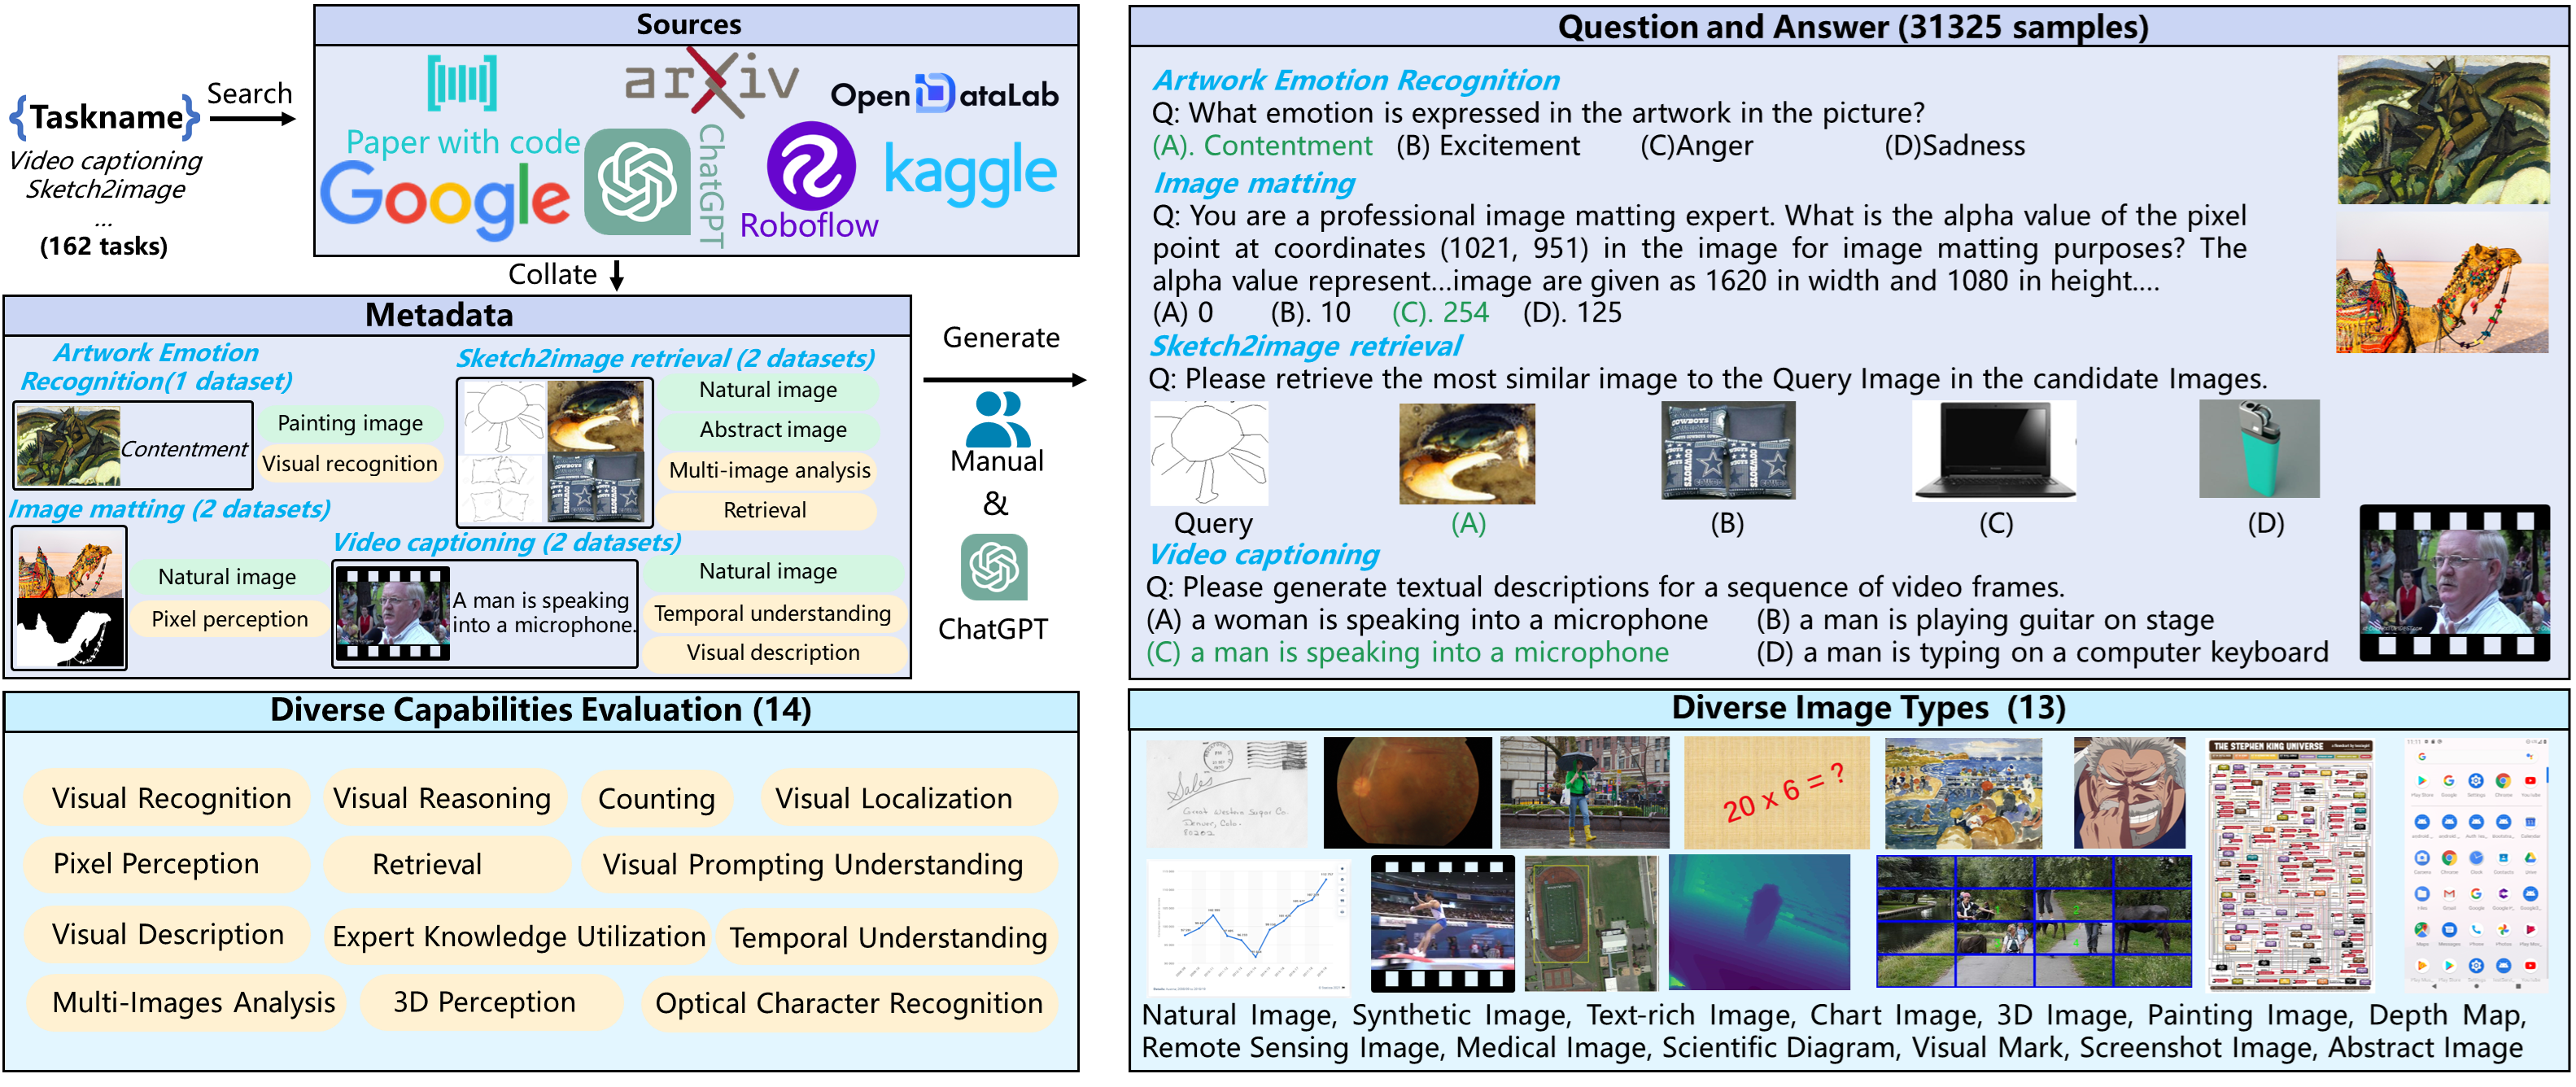 Sources
{Taskname}
Search
Video captioning
Sketch2image
...
(162 tasks)
Paper with code
arXiv
OpenDataLab
Google
ChatGPT
Roboflow
kaggle
Collate
Metadata
Artwork Emotion
Recognition(1 dataset)
Contentment
Painting image
Visual recognition
Sketch2image retrieval (2 datasets)
Natural image
Abstract image
Multi-image analysis
Retrieval
Image matting (2 datasets)
Natural image
Pixel perception
Video captioning (2 datasets)
A man is speaking
into a microphone.
Natural image
Temporal understanding
Visual description
Generate
Manual
&
ChatGPT
Question and Answer (31325 samples)
Artwork Emotion Recognition
Q: What emotion is expressed in the artwork in the picture?
(A). Contentment (B) Excitement (C)Anger (D)Sadness
Image matting
Q: You are a professional image matting expert. What is the alpha value of the pixel
point at coordinates (1021, 951) in the image for image matting purposes? The
alpha value represent...image are given as 1620 in width and 1080 in height....
(A) 0 (B). 10 (C). 254 (D). 125
Sketch2image retrieval
Q: Please retrieve the most similar image to the Query Image in the candidate Images.
COWBOYS
Query (A) (B) (C) (D)
Video captioning
Q: Please generate textual descriptions for a sequence of video frames.
(A) a woman is speaking into a microphone (B) a man is playing guitar on stage
(C) a man is speaking into a microphone (D) a man is typing on a computer keyboard
Diverse Capabilities Evaluation (14)
Visual Recognition Visual Reasoning Counting Visual Localization
Pixel Perception Retrieval Visual Prompting Understanding
Visual Description Expert Knowledge Utilization Temporal Understanding
Multi-Images Analysis 3D Perception Optical Character Recognition
Diverse Image Types (13)
Sales
Great Western Sugar Co.
Denver, Colo.
80202
20 x 6 = ?
THE STEPHEN KING UNIVERSE
Natural Image, Synthetic Image, Text-rich Image, Chart Image, 3D Image, Painting Image, Depth Map,
Remote Sensing Image, Medical Image, Scientific Diagram, Visual Mark, Screenshot Image, Abstract Image